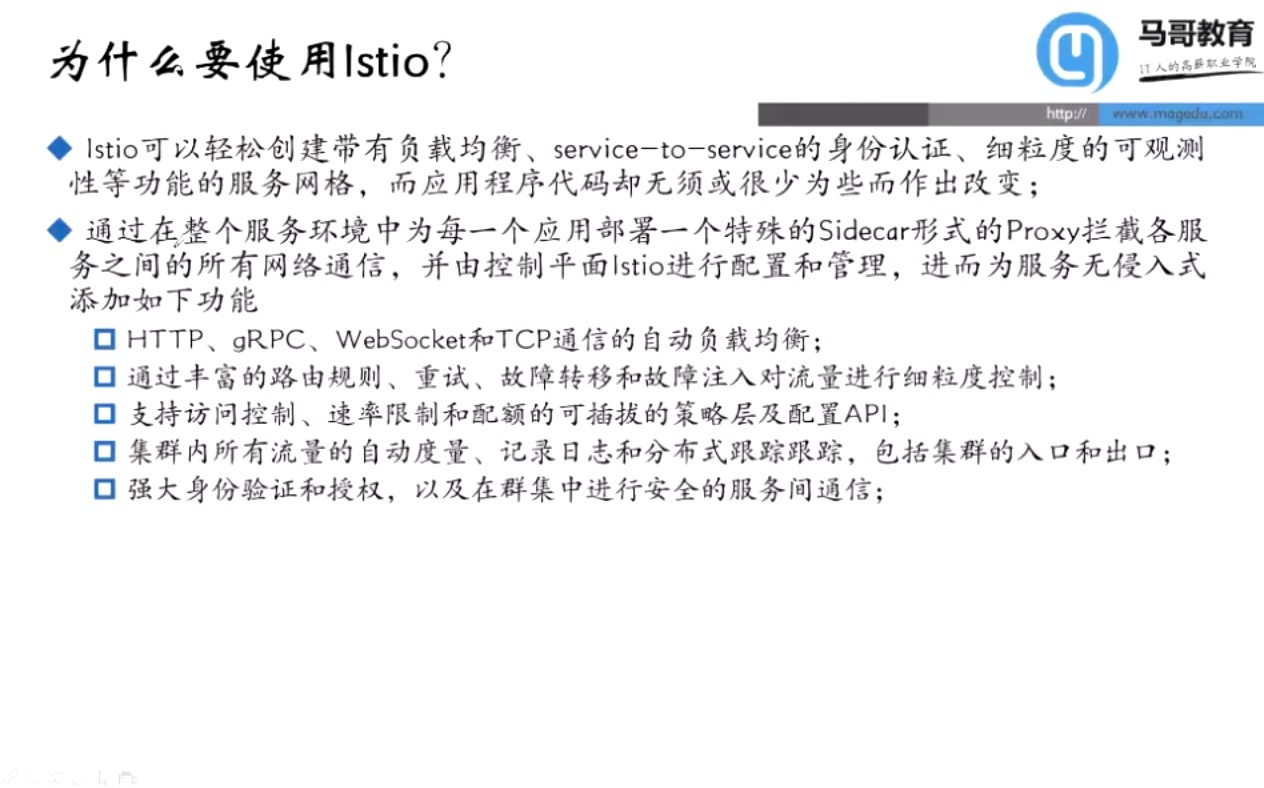 为什么要使用Istio?
马哥教育
IT人的高薪职业学院
http:// www.magedu.com
Istio可以轻松创建带有负载均衡、service-to-service的身份认证、细粒度的可观测
性等功能的服务网格，而应用程序代码却无须或很少为些而作出改变；
通过在整个服务环境中为每一个应用部署一个特殊的Sidecar形式的Proxy拦截各服
务之间的所有网络通信，并由控制平面Istio进行配置和管理，进而为服务无侵入式
添加如下功能
HTTP、gRPC、WebSocket和TCP通信的自动负载均衡；
通过丰富的路由规则、重试、故障转移和故障注入对流量进行细粒度控制；
支持访问控制、速率限制和配额的可插拔的策略层及配置API；
集群内所有流量的自动度量、记录日志和分布式跟踪跟踪，包括集群的入口和出口；
强大身份验证和授权，以及在群集中进行安全的服务间通信；